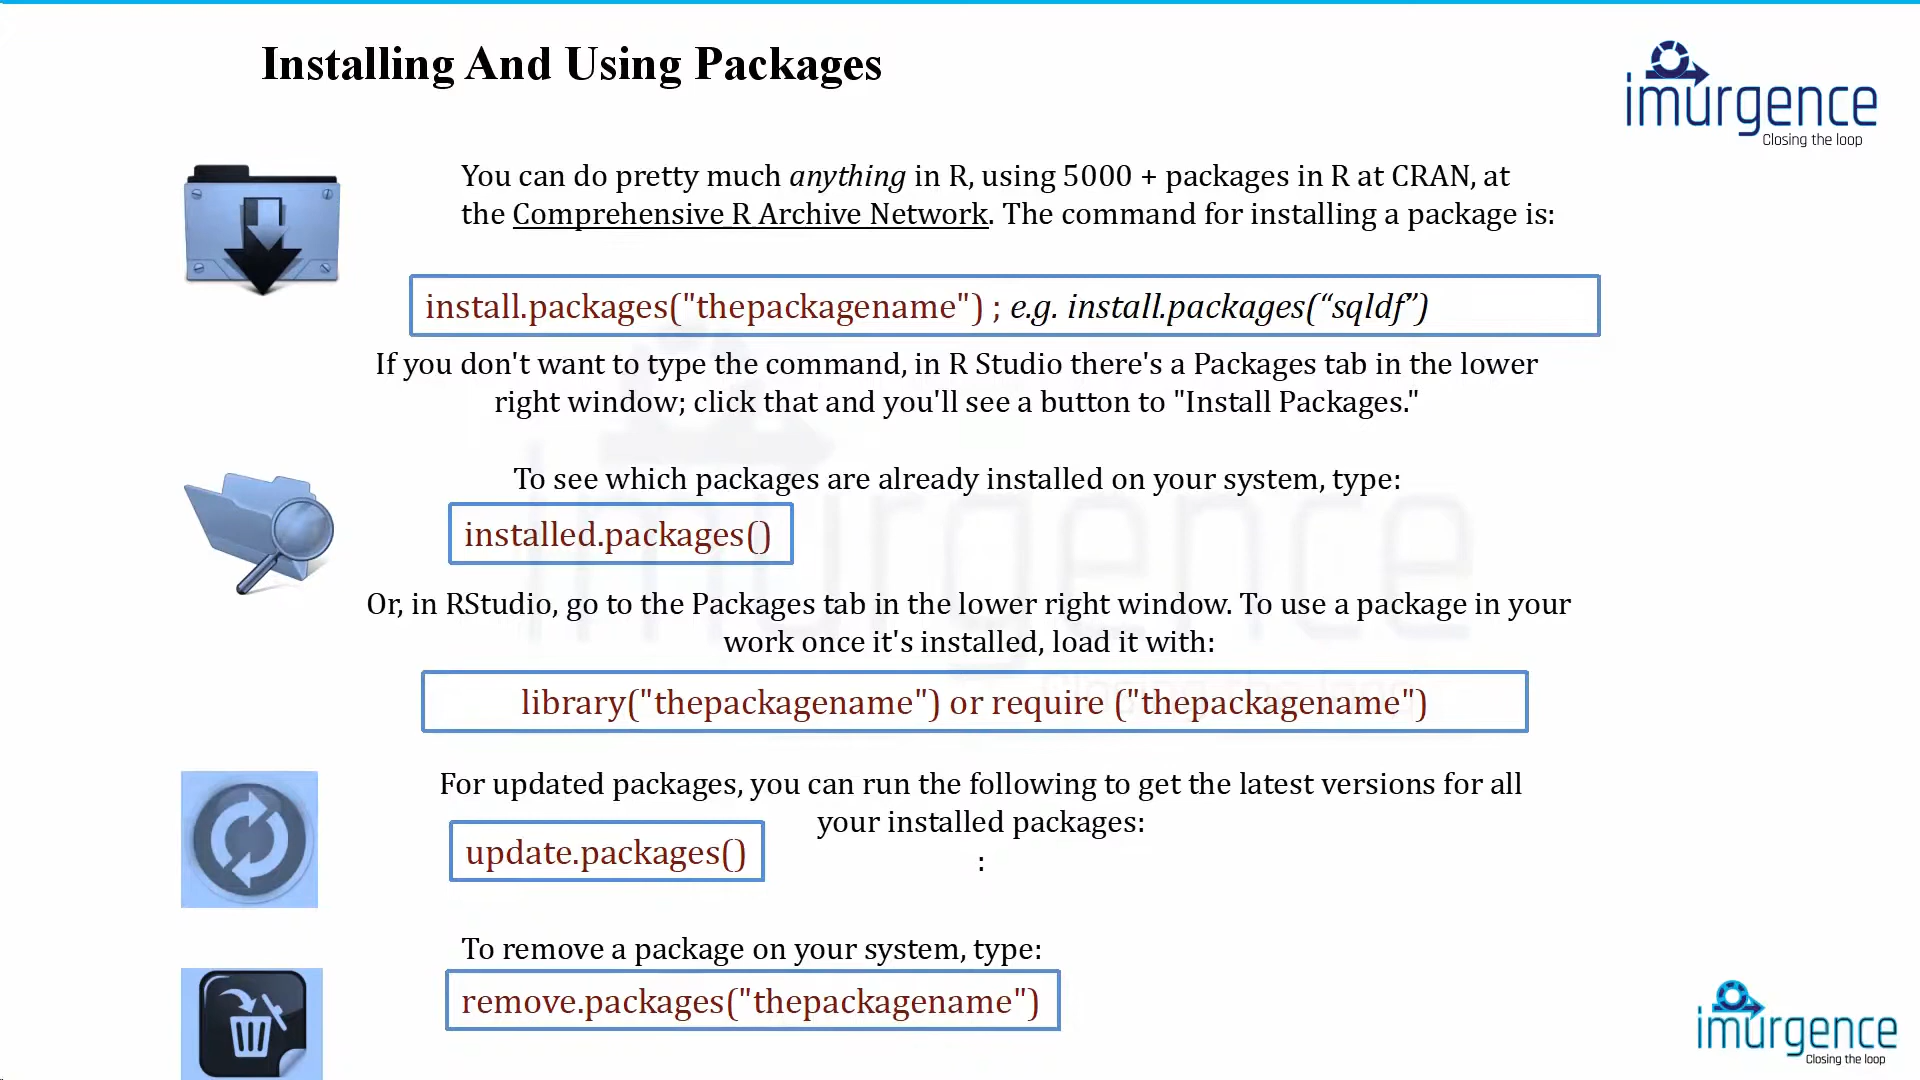 Installing And Using Packages
imurgence
Closing the loop
You can do pretty much anything in R, using 5000 + packages in R at CRAN, at
the Comprehensive R Archive Network. The command for installing a package is:
install.packages("thepackagename") ; e.g. install.packages(“sqldf”)
If you don't want to type the command, in R Studio there's a Packages tab in the lower
right window; click that and you'll see a button to "Install Packages."
To see which packages are already installed on your system, type:
installed.packages()
Or, in RStudio, go to the Packages tab in the lower right window. To use a package in your
work once it's installed, load it with:
library("thepackagename") or require ("thepackagename")
For updated packages, you can run the following to get the latest versions for all
your installed packages:
update.packages()
:
To remove a package on your system, type:
remove.packages("thepackagename")
imurgence
Closing the loop
imurgence
Closing the loop